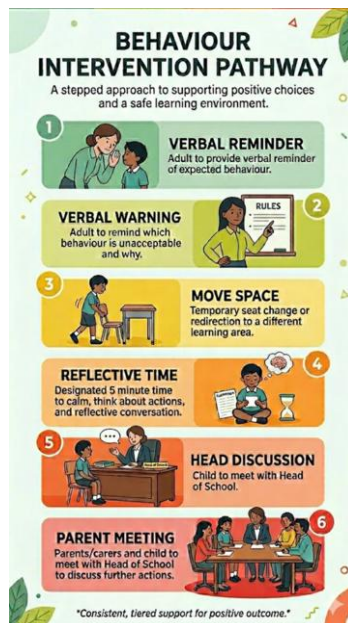 BEHAVIOUR
INTERVENTION PATHWAY
A stepped approach to supporting positive choices
and a safe learning environment.
1
VERBAL REMINDER
Adult to provide verbal reminder
of expected behaviour.
VERBAL WARNING
Adult to remind which
behaviour is unacceptable
and why.
RULES
2
3
MOVE SPACE
Temporary seat change or
redirection to a different
learning area.
REFLECTIVE TIME
Designated 5 minute time
to calm, think about actions,
and reflective conversation.
4
5
HEAD DISCUSSION
Child to meet with Head
of School.
PARENT MEETING
Parents/carers and child to
meet with Head of School
to discuss further actions.
6
"Consistent, tiered support for positive outcome."